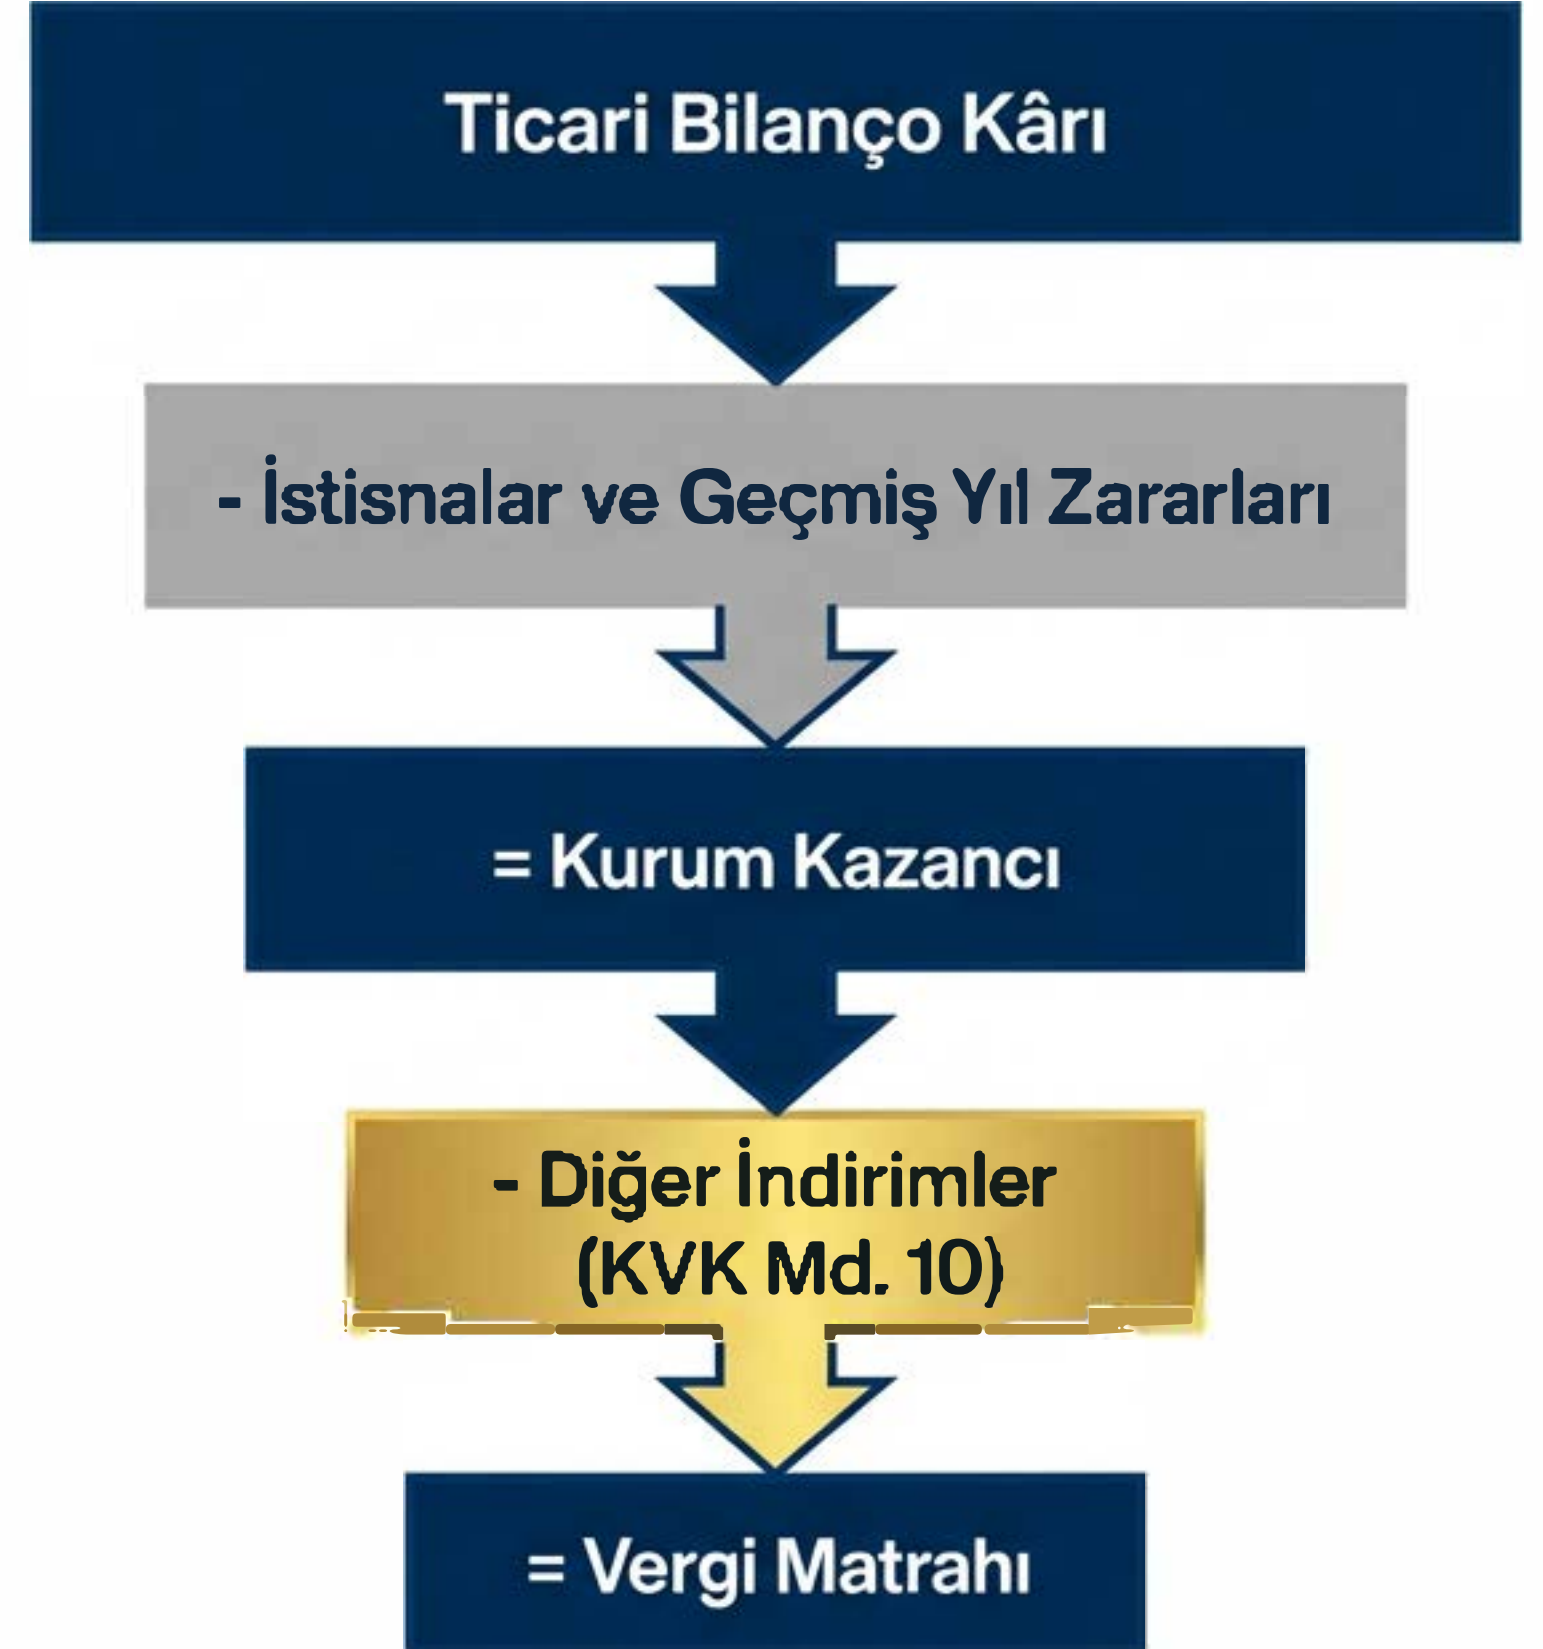 Ticari Bilanço Kârı
- İstisnalar ve Geçmiş Yıl Zararları
= Kurum Kazancı
- Diğer İndirimler
(KVK Md. 10)
= Vergi Matrahı